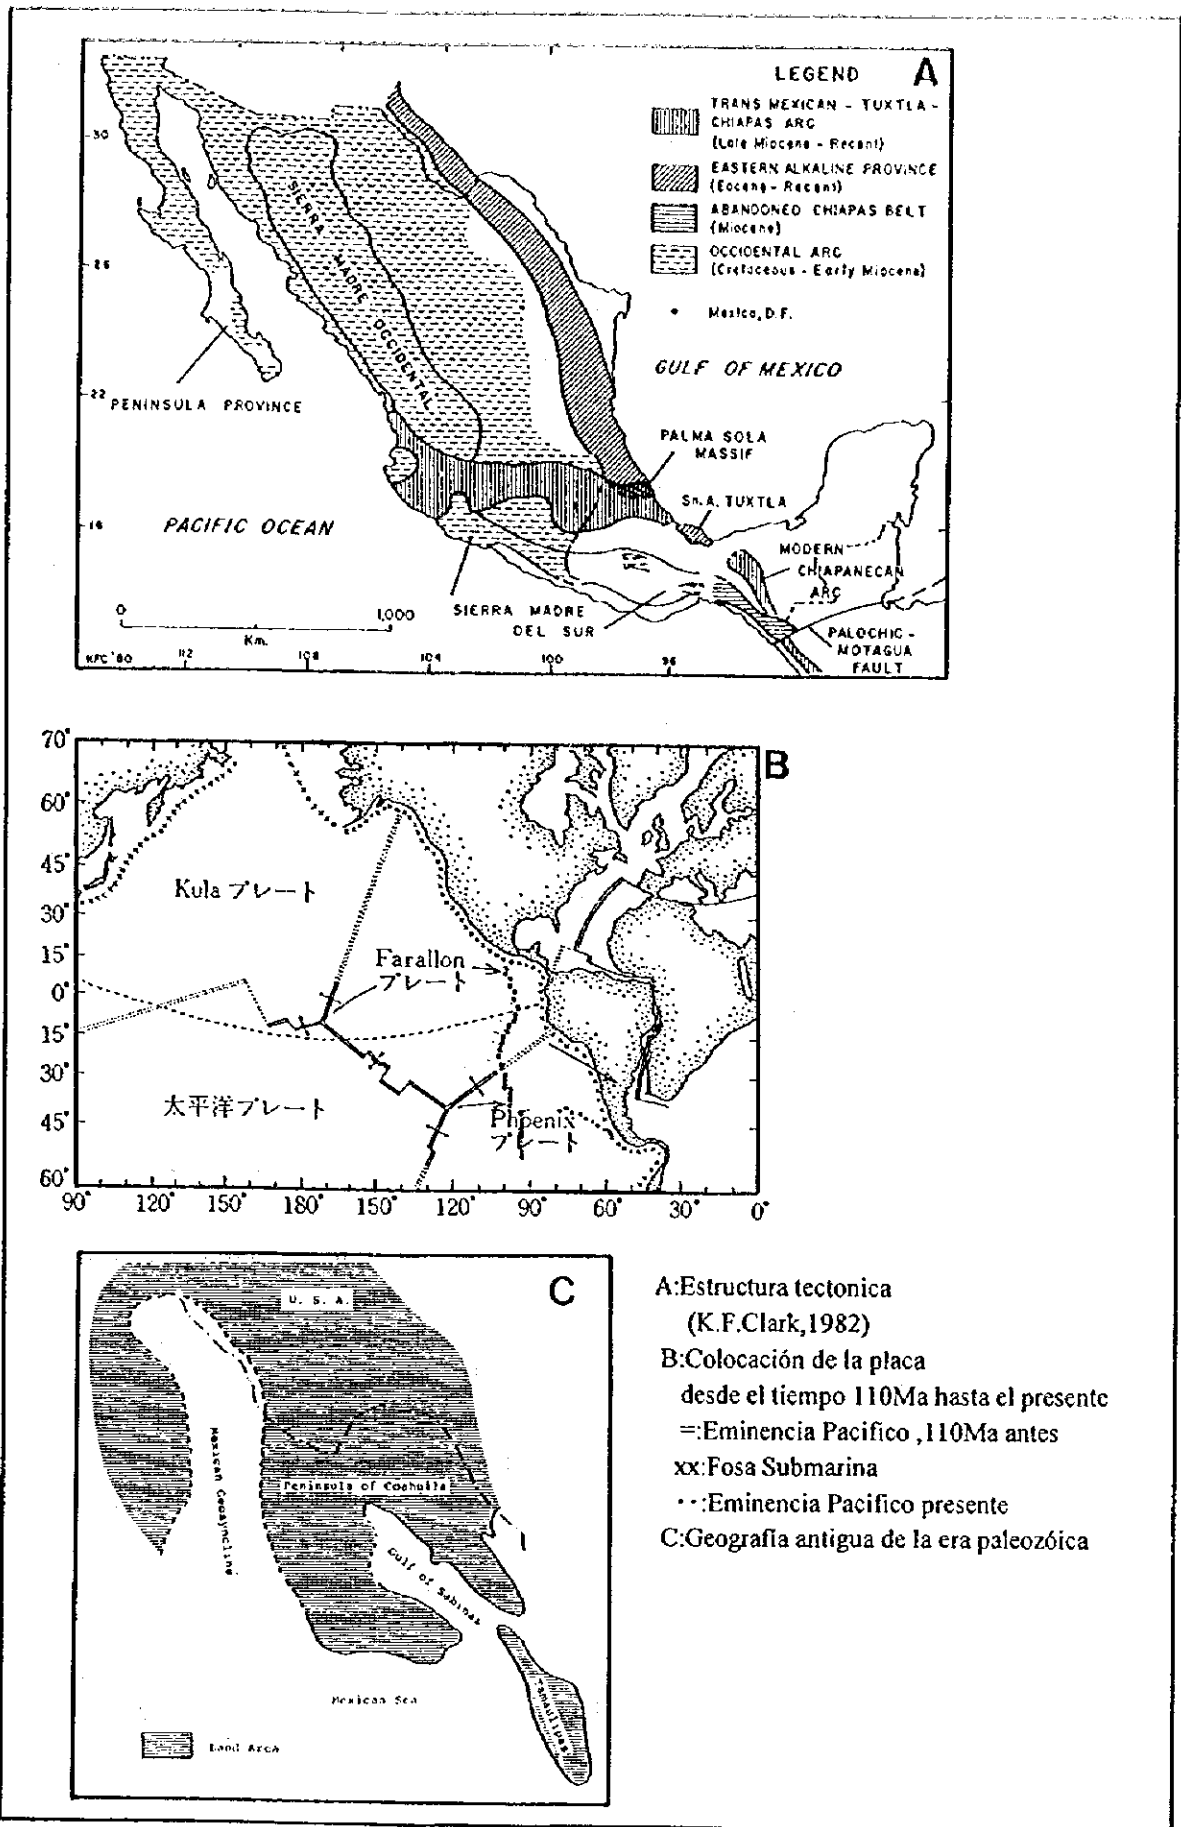 A
LEGEND
TRANS MEXICAN - TUXTLA -
CHIAPAS ARC
(Late Miocene - Recent)
EASTERN ALKALINE PROVINCE
(Eocene - Recent)
ABANDONED CHIAPAS BELT
(Miocene)
OCCIDENTAL ARC
(Cretaceous - Early Miocene)
Mexico, D.F.
30
26
22
18
SIERRA MADRE OCCIDENTAL
GULF OF MEXICO
PENINSULA PROVINCE
PALMA SOLA
MASSIF
Sn. A. TUXTLA
PACIFIC OCEAN
MODERN
CHIAPANECAN
ARC
SIERRA MADRE
DEL SUR
POLOCHIC -
MOTAGUA
FAULT
0
1,000
Km.
KFC '80
112
108
104
100
96
B
70°
60°
45°
30°
15°
0°
15°
30°
45°
60°
Kula プレート
Farallon
プレート
太平洋プレート
Phoenix
プレート
90°
120°
150°
180°
150°
120°
90°
60°
30°
0°
C
U. S. A.
Mexican Geosyncline
Peninsula of Coahuila
Gulf of Sabinas
Tamaulipas
Mexican Sea
Land Area
A:Estructura tectonica
(K.F.Clark,1982)
B:Colocación de la placa
desde el tiempo 110Ma hasta el presente
=:Eminencia Pacifico ,110Ma antes
xx:Fosa Submarina
··:Eminencia Pacifico presente
C:Geografía antigua de la era paleozóica